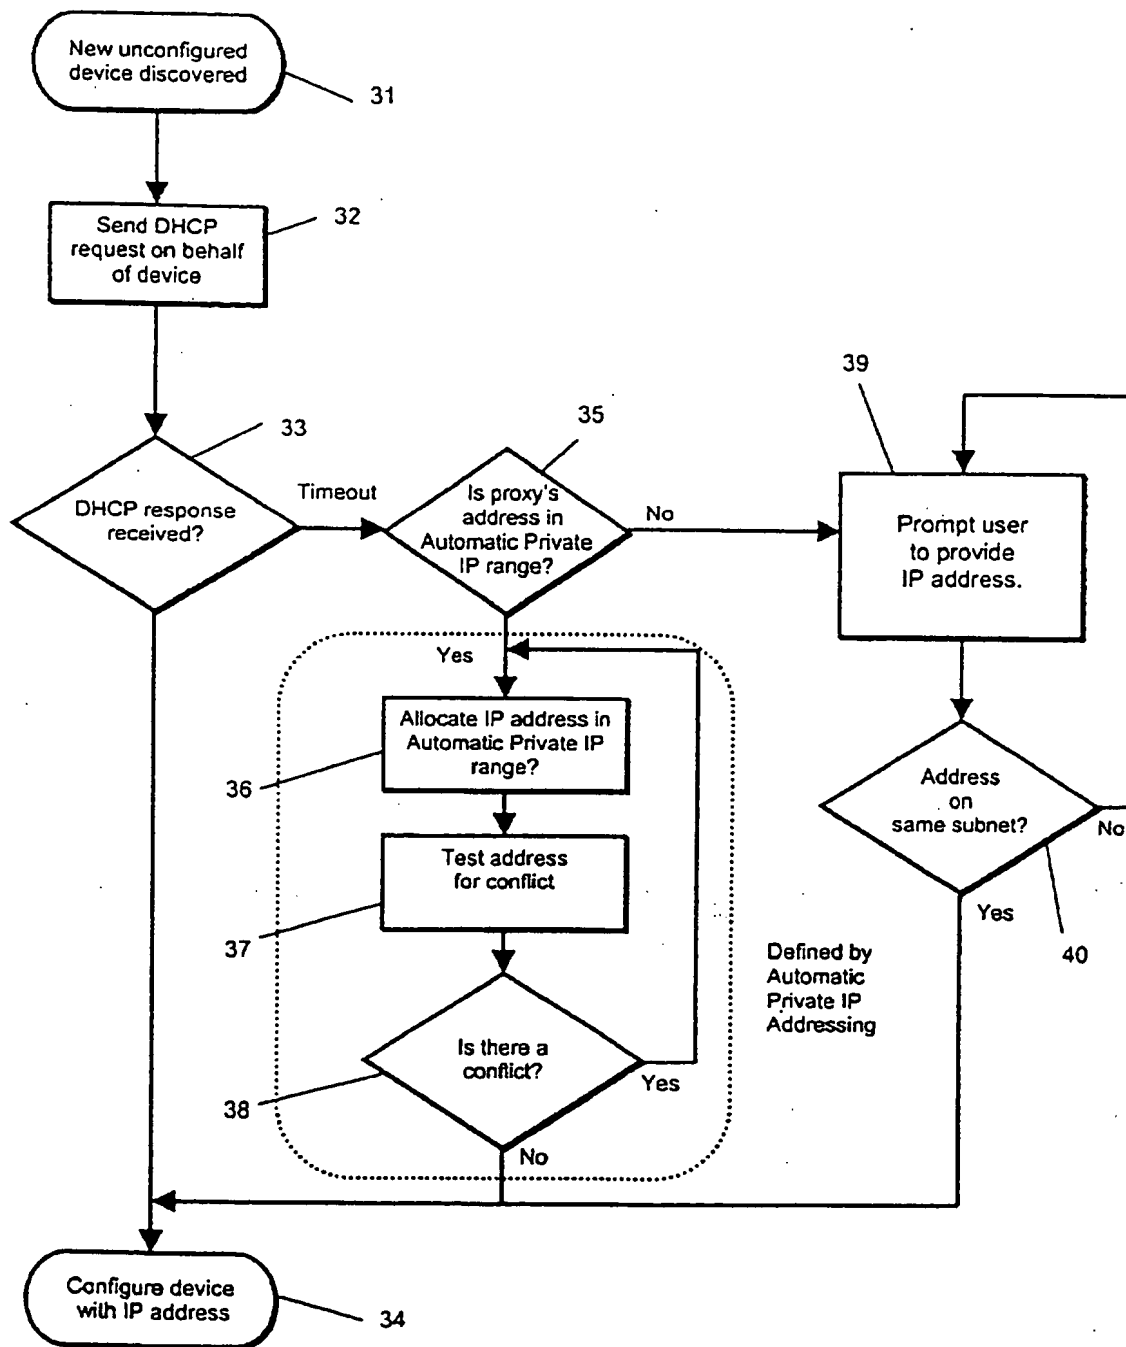 New unconfigured
device discovered
31
Send DHCP
request on behalf
of device
32
DHCP response
received?
33
Timeout
Is proxy's
address in
Automatic Private
IP range?
35
No
39
Prompt user
to provide
IP address.
Yes
Allocate IP address in
Automatic Private IP
range?
36
Test address
for conflict
37
Is there a
conflict?
38
Yes
No
Address
on
same subnet?
No
Yes
40
Defined by
Automatic
Private IP
Addressing
Configure device
with IP address
34